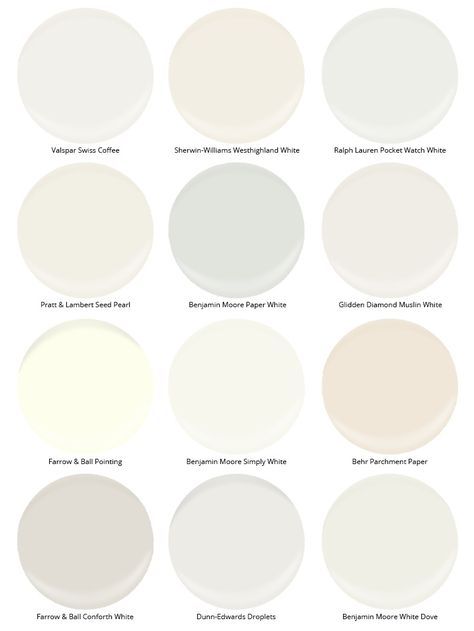 Valspar Swiss Coffee
Sherwin-Williams Westhighland White
Ralph Lauren Pocket Watch White
Pratt & Lambert Seed Pearl
Benjamin Moore Paper White
Glidden Diamond Muslin White
Farrow & Ball Pointing
Benjamin Moore Simply White
Behr Parchment Paper
Farrow & Ball Conforth White
Dunn-Edwards Droplets
Benjamin Moore White Dove